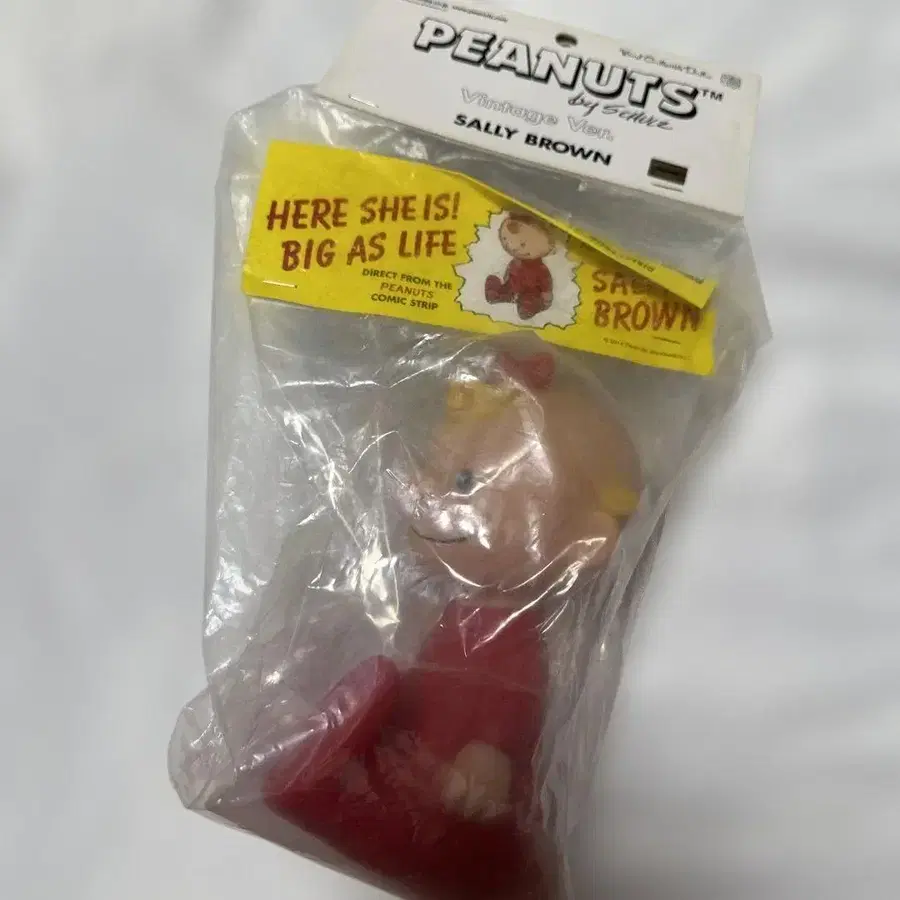 PEANUTS™
by SCHULZ
Vintage Ver.
SALLY BROWN
HERE SHE IS!
BIG AS LIFE
DIRECT FROM THE
PEANUTS
COMIC STRIP
BROWN